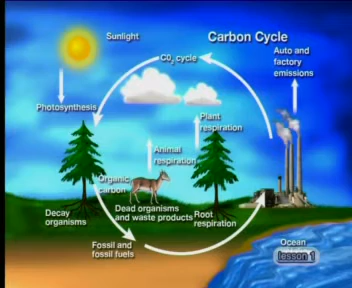 Carbon Cycle
Sunlight
CO₂ cycle
Auto and
factory
emissions
Photosynthesis
Plant
respiration
Animal
respiration
Organic
carbon
Dead organisms
and waste products
Root
respiration
Decay
organisms
Fossil and
fossil fuels
Ocean
lesson 1